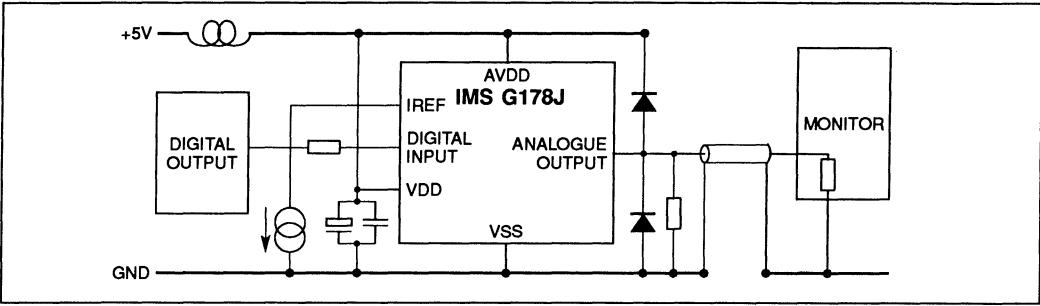 +5V
AVDD
IMS G178J
IREF
DIGITAL
OUTPUT
DIGITAL
INPUT
VDD
ANALOGUE
OUTPUT
VSS
MONITOR
GND